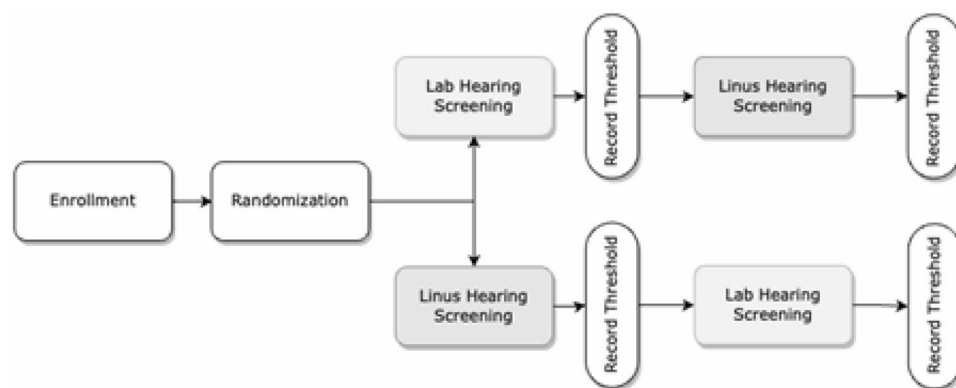 Enrollment
Randomization
Lab Hearing
Screening
Record Threshold
Linus Hearing
Screening
Record Threshold
Linus Hearing
Screening
Record Threshold
Lab Hearing
Screening
Record Threshold